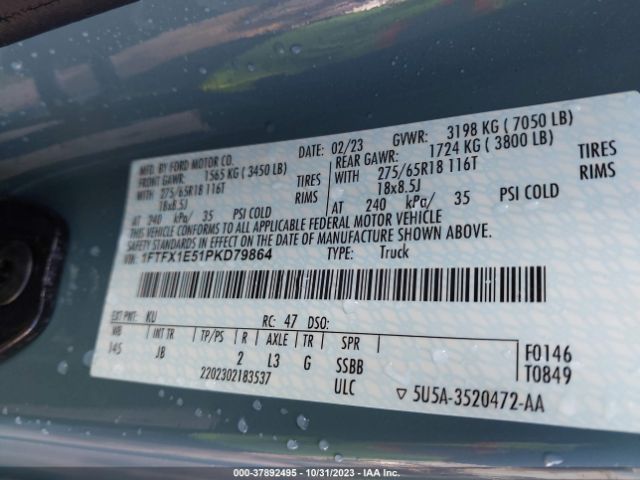 MFD. BY FORD MOTOR CO.
DATE: 02/23 GVWR: 3198 KG ( 7050 LB)
FRONT GAWR: 1565 KG ( 3450 LB) REAR GAWR: 1724 KG ( 3800 LB)
WITH 275/65R18 116T TIRES WITH 275/65R18 116T TIRES
18x8.5J RIMS 18x8.5J RIMS
AT 240 kPa/ 35 PSI COLD AT 240 kPa/ 35 PSI COLD
THIS VEHICLE CONFORMS TO ALL APPLICABLE FEDERAL MOTOR VEHICLE
SAFETY STANDARDS IN EFFECT ON THE DATE OF MANUFACTURE SHOWN ABOVE.
VIN: 1FTFX1E51PKD79864 TYPE: Truck
EXT PNT: KU RC: 47 DSO:
WB INT TR TP/PS R AXLE TR SPR
145 JB 2 L3 G SSBB
F0146
T0849
2202302183537 ULC
▽ 5U5A-3520472-AA
000-37892495 - 10/31/2023 - IAA Inc.